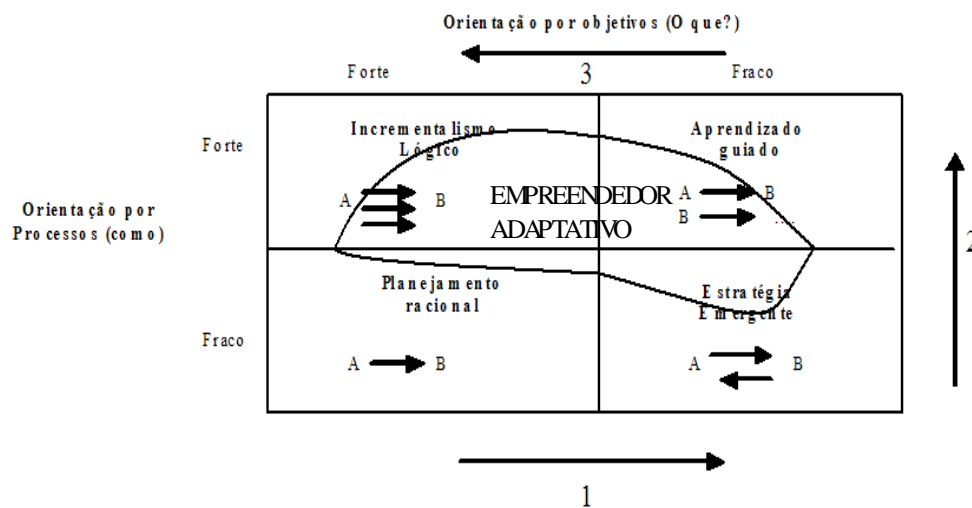 Orientação por objetivos (O que?)
Forte
3
Fraco
Forte
Incrementalismo
Lógico
Aprendizado
guiado
A
B
EMPREENDEDOR
ADAPTATIVO
A
B
B
....
Orientação por
Processos (como)
2
Planejamento
racional
Estratégia
Emergente
Fraco
A
B
A
B
1